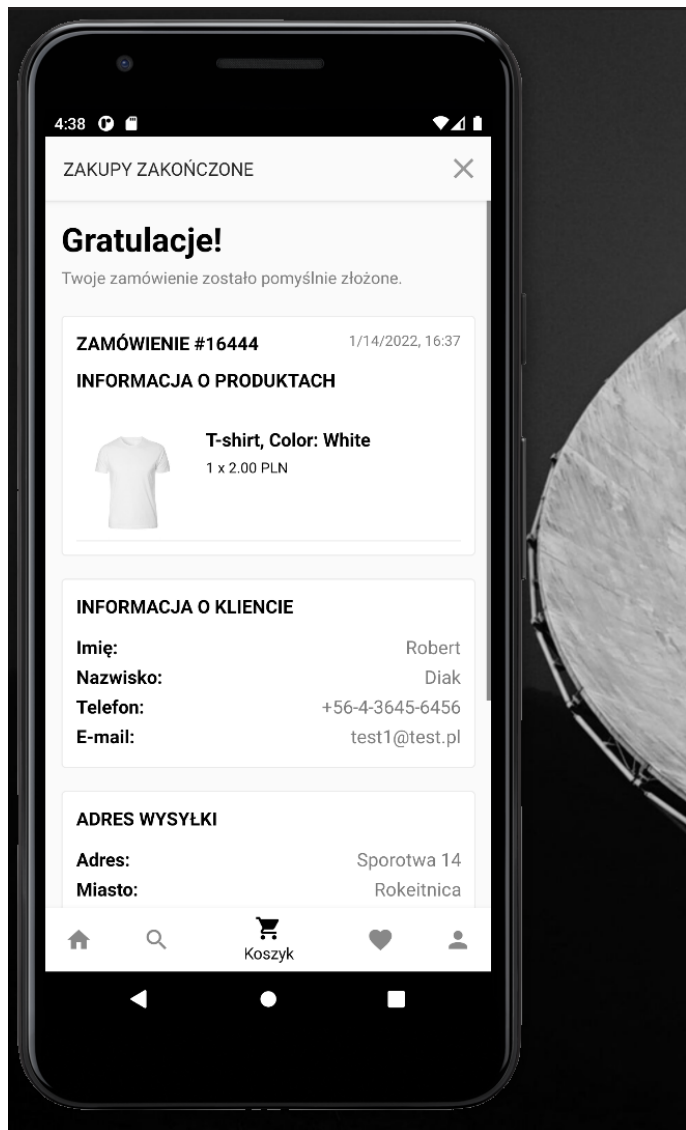 4:38
ZAKUPY ZAKOŃCZONE
Gratulacje!
Twoje zamówienie zostało pomyślnie złożone.
ZAMÓWIENIE #16444 1/14/2022, 16:37
INFORMACJA O PRODUKTACH
T-shirt, Color: White
1 x 2.00 PLN
INFORMACJA O KLIENCIE
Imię: Robert
Nazwisko: Diak
Telefon: +56-4-3645-6456
E-mail: test1@test.pl
ADRES WYSYŁKI
Adres: Sporotwa 14
Miasto: Rokeitnica
Koszyk